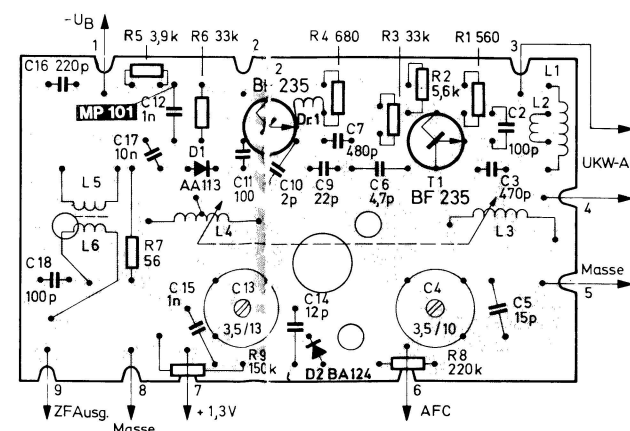 -U_B
1
R5 3,9k
R6 33k
2
R4 680
R3 33k
R1 560
3
C16 220p
2
235
L1
MP 101
C12
1n
Dr.1
R2
5,6k
C2
100p
L2
C17
10n
C7
480p
UKW-A
D1
AA113
C11
100
C10
2p
C9
22p
C6
4,7p
T1
BF 235
C3
470p
4
L5
L4
L3
L6
R7
56
C18
100p
C15
1n
C13
3,5/13
C14
12p
C4
3,5/10
C5
15p
Masse
5
R9
150k
D2 BA124
R8
220k
9
8
7
6
ZFAusg.
Masse
+1,3V
AFC